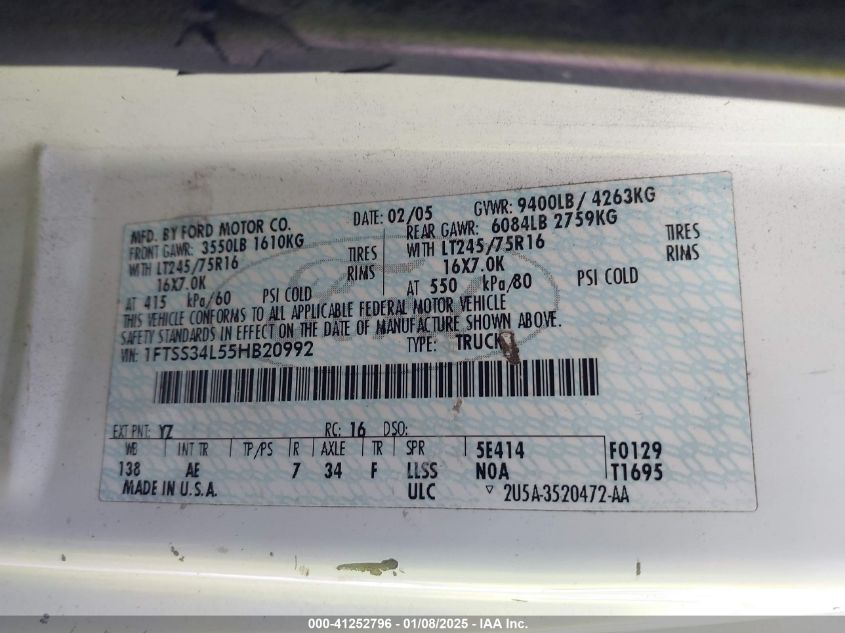 MFD. BY FORD MOTOR CO. DATE: 02/05 GVWR: 9400LB/ 4263KG
FRONT GAWR: 3550LB 1610KG REAR GAWR: 6084LB 2759KG
WITH LT245/75R16 TIRES WITH LT245/75R16 TIRES
16X7.0K RIMS 16X7.0K RIMS
AT 415 kPa/60 PSI COLD AT 550 kPa/80 PSI COLD
THIS VEHICLE CONFORMS TO ALL APPLICABLE FEDERAL MOTOR VEHICLE
SAFETY STANDARDS IN EFFECT ON THE DATE OF MANUFACTURE SHOWN ABOVE.
VIN: 1FTSS34L55HB20992 TYPE: TRUCK
EXT PNT: YZ RC: 16 DSO:
WB INT TR TP/PS R AXLE TR SPR 5E414 F0129
138 AE 7 34 F LLSS N0A T1695
MADE IN U.S.A. ULC ▽ 2U5A-3520472-AA
000-41252796 - 01/08/2025 - IAA Inc.